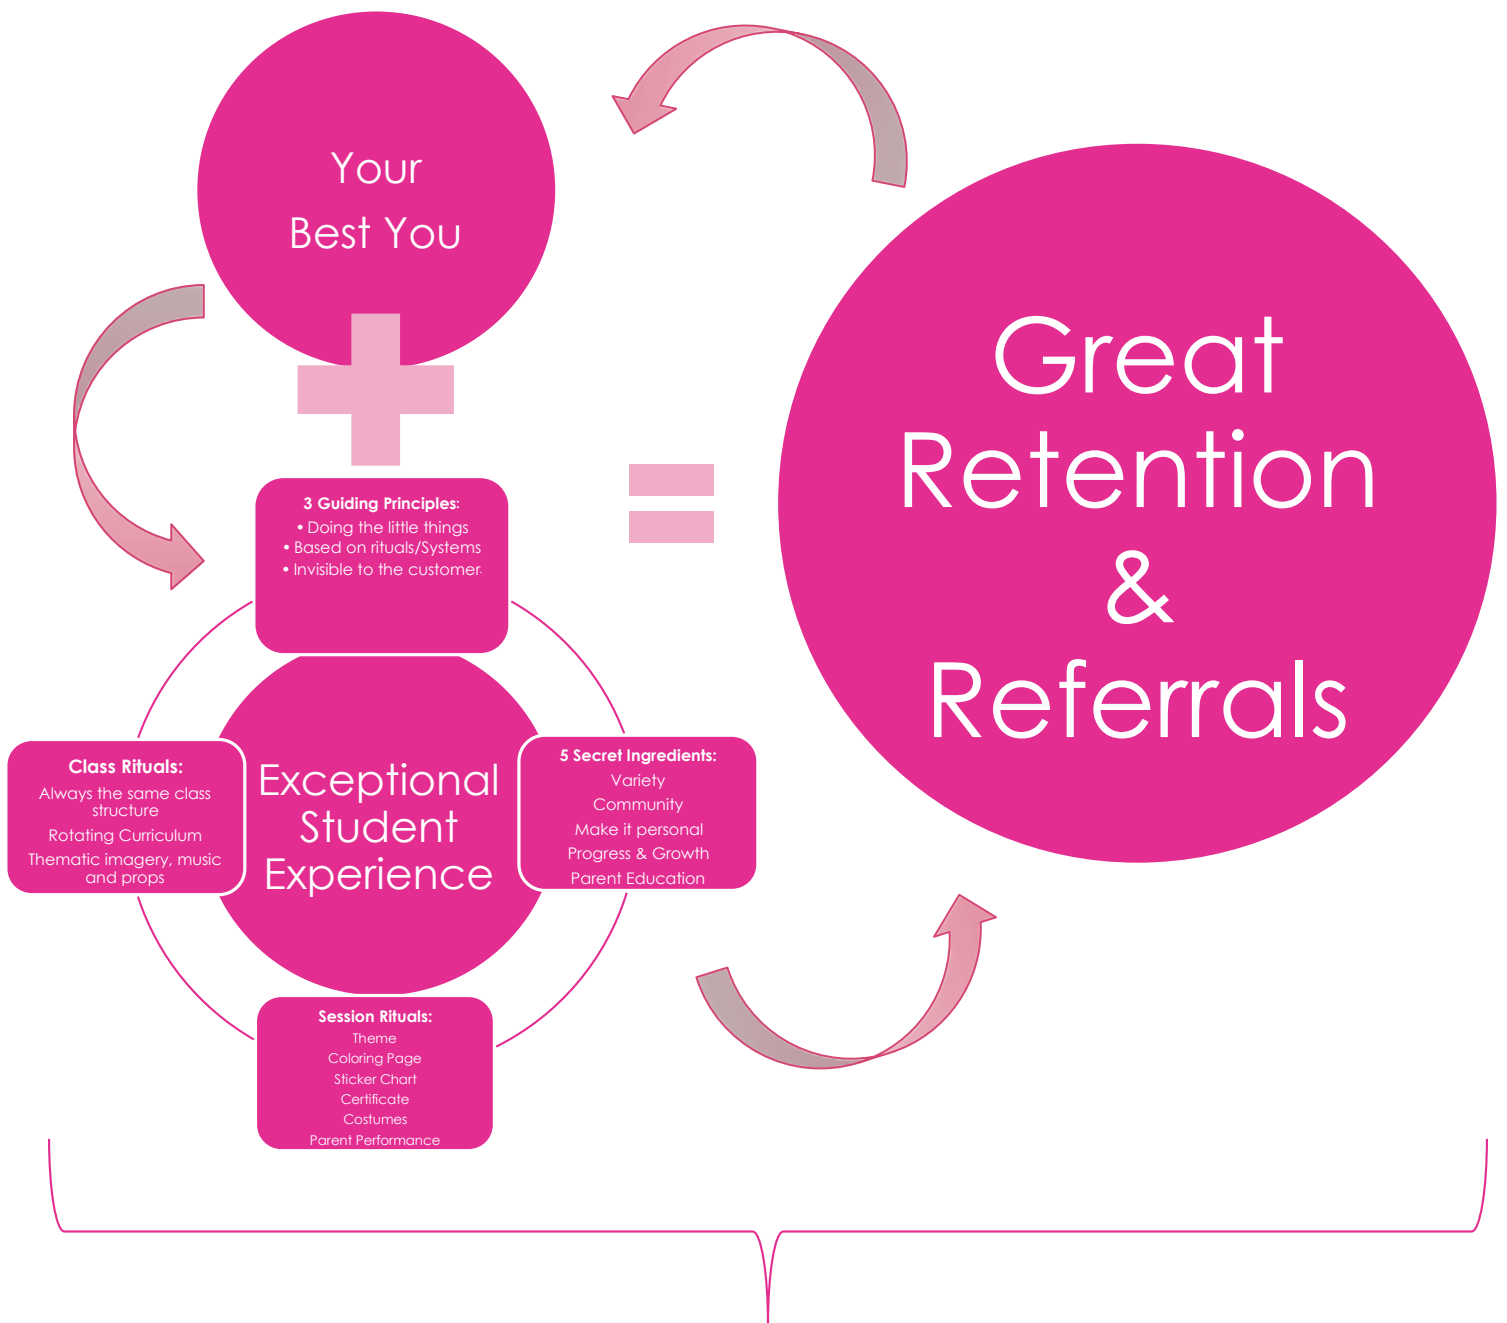 Your
Best You
Great
Retention
&
Referrals
3 Guiding Principles:
• Doing the little things
• Based on rituals/Systems
• Invisible to the customer
Class Rituals:
Always the same class
structure
Rotating Curriculum
Thematic imagery, music
and props
Exceptional
Student
Experience
5 Secret Ingredients:
Variety
Community
Make it personal
Progress & Growth
Parent Education
Session Rituals:
Theme
Coloring Page
Sticker Chart
Certificate
Costumes
Parent Performance